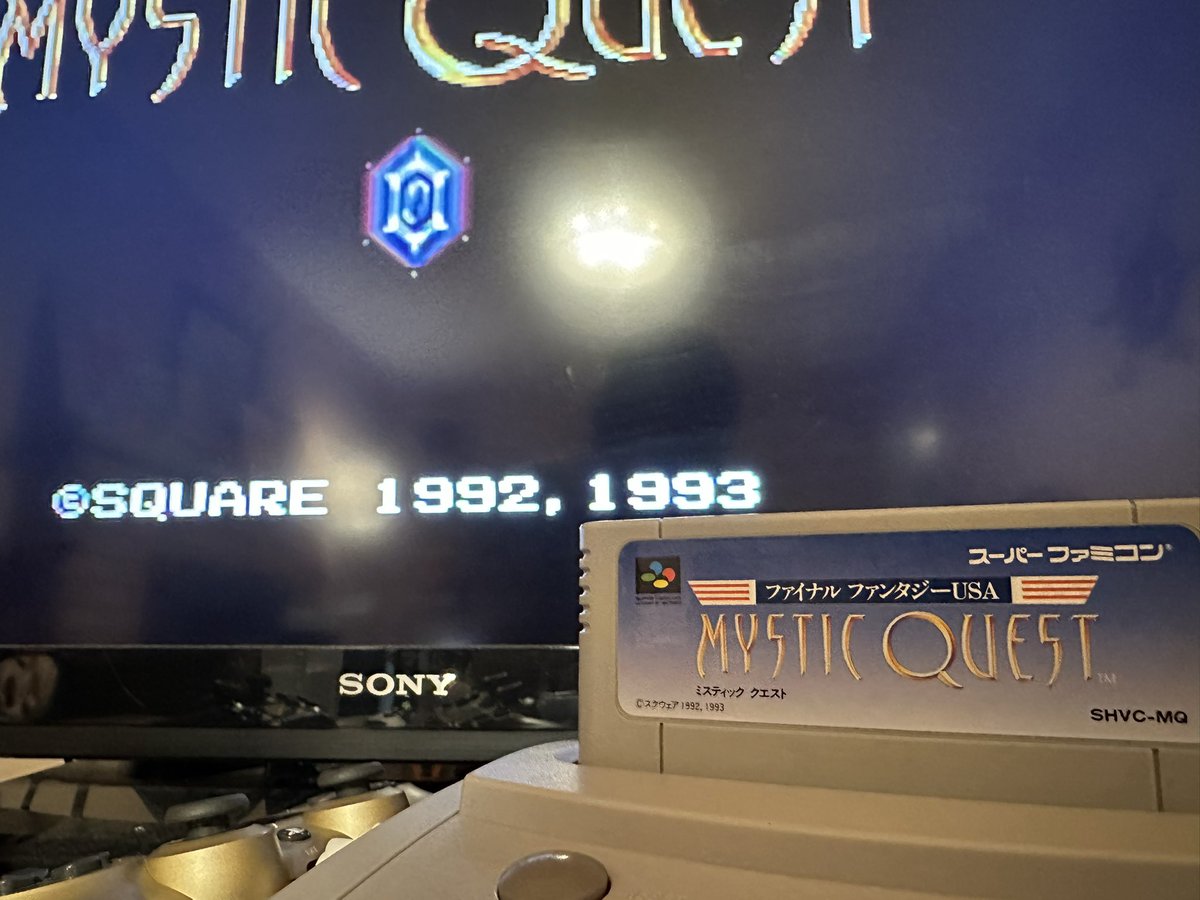 MYSTIC QUEST
©SQUARE 1992,1993
SONY
スーパーファミコン
ファイナル ファンタジーUSA
MYSTIC QUEST™
ミスティック クエスト
©スクウェア 1992,1993
SHVC-MQ